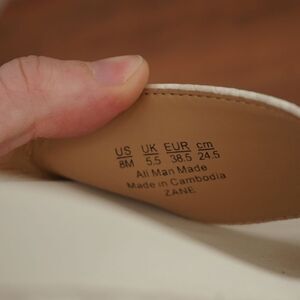 US UK EUR cm
8M 5.5 38.5 24.5
All Man Made
Made in Cambodia
ZANE